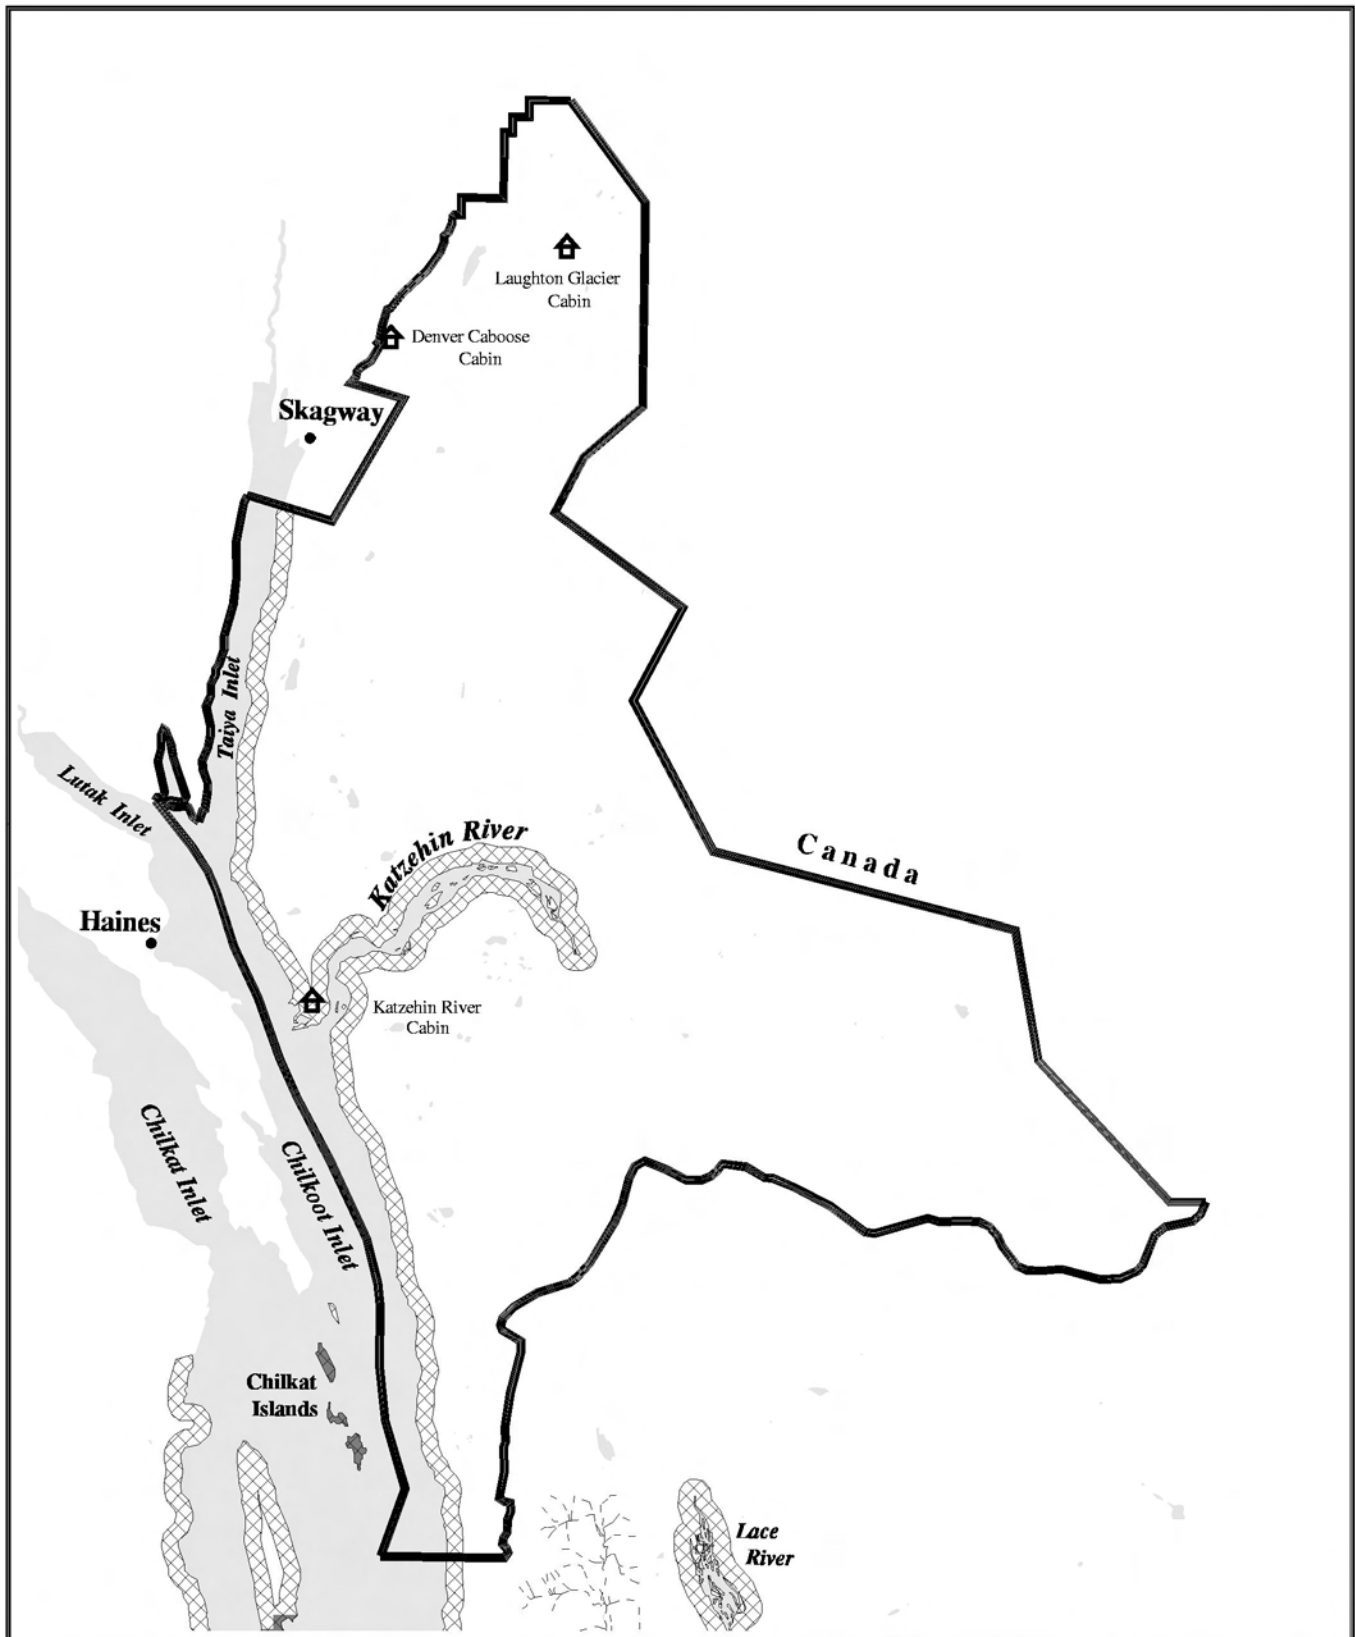 Laughton Glacier
Cabin
Denver Caboose
Cabin
Skagway
Taiya Inlet
Lutak Inlet
Katzehin River
Canada
Haines
Katzehin River
Cabin
Chilkat Inlet
Chilkoot Inlet
Chilkat
Islands
Lace
River